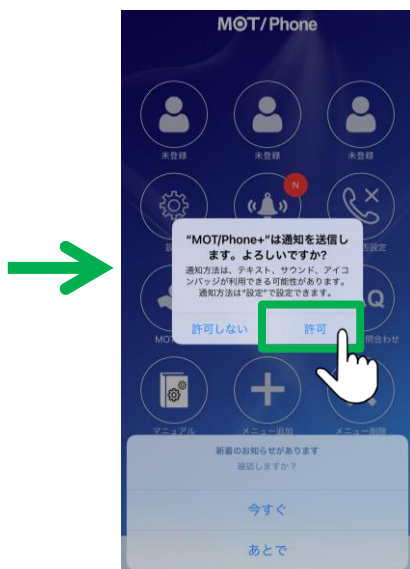 MOT/Phone
未登録
未登録
未登録
N
"MOT/Phone+"は通知を送信します。よろしいですか？
通知方法は、テキスト、サウンド、アイコンバッジが利用できる可能性があります。通知方法は"設定"で設定できます。
許可しない
許可
MOT
Q
問合わせ
マニュアル
メニュー追加
メニュー削除
新着のお知らせがあります
確認しますか？
今すぐ
あとで